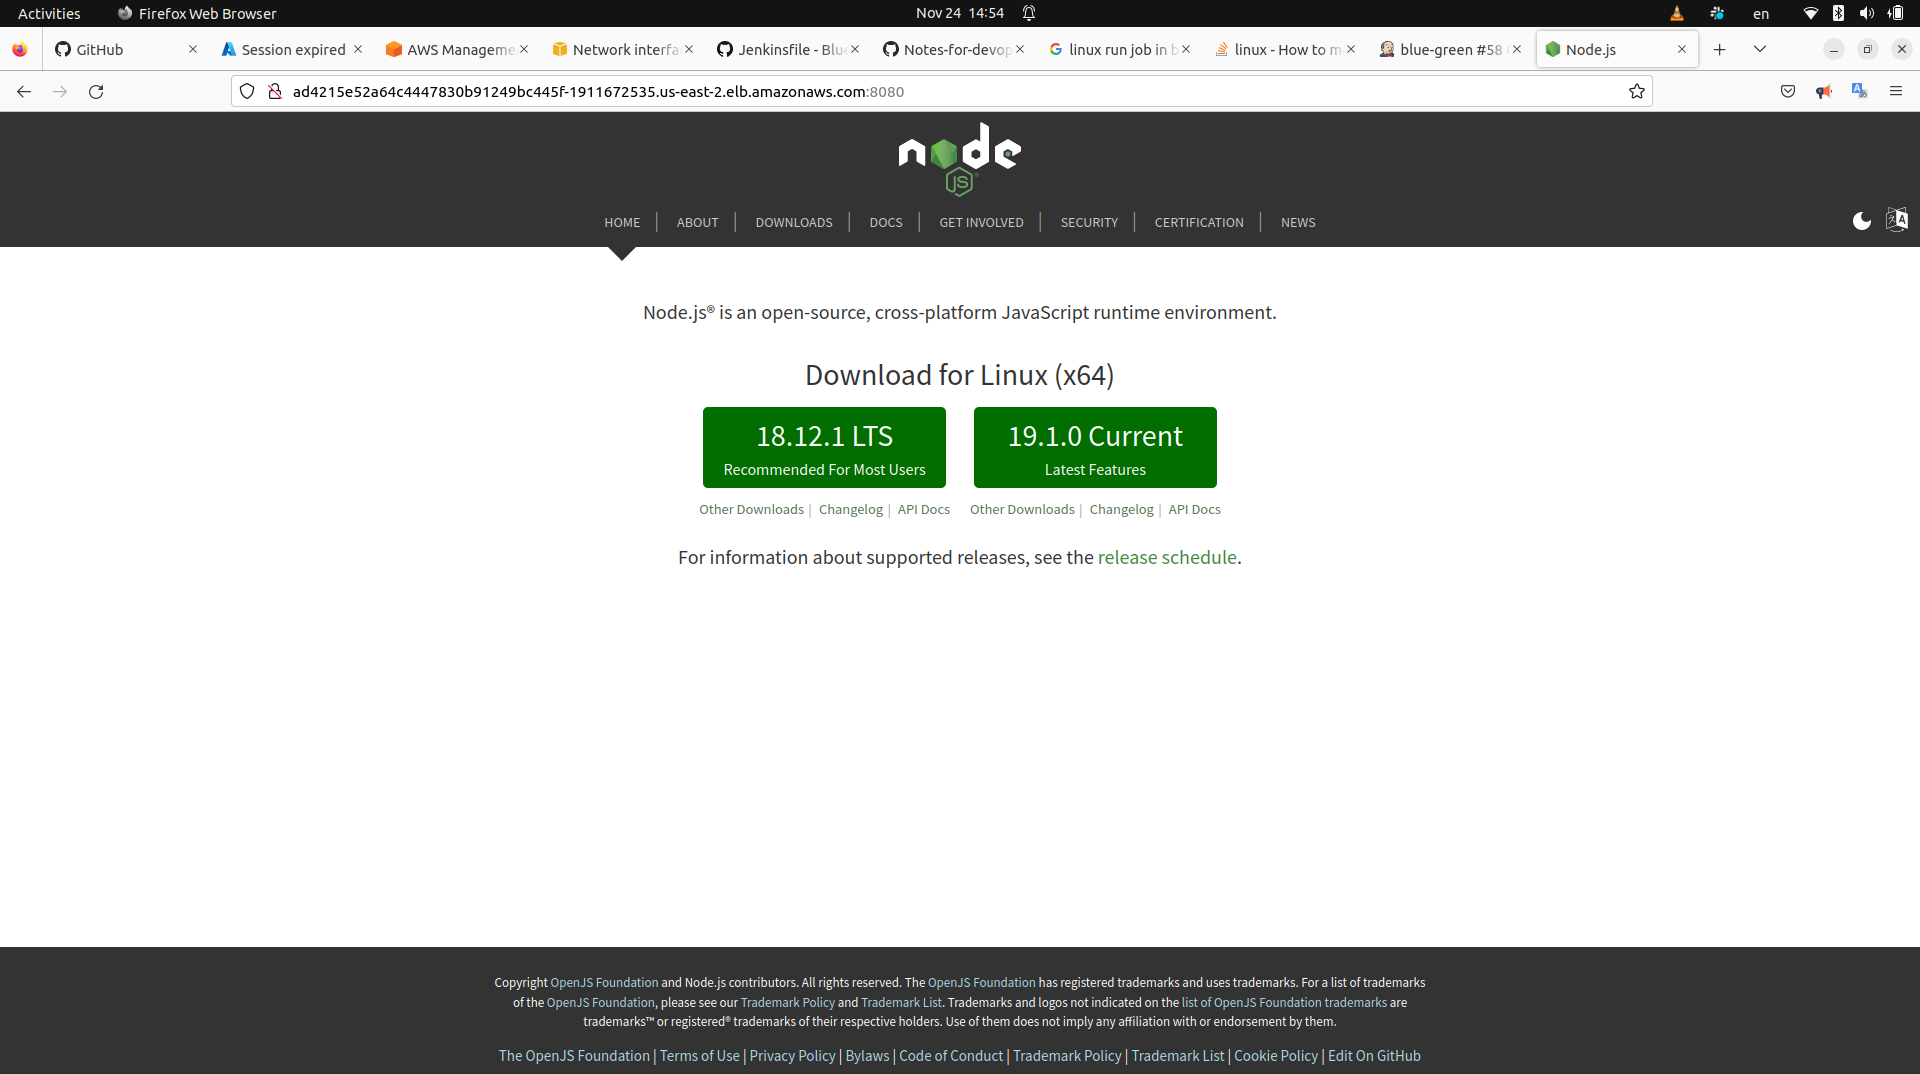 Activities Firefox Web Browser Nov 24 14:54 en
GitHub Session expired AWS Manageme Network interfa Jenkinsfile - Blue Notes-for-devop linux run job in b linux - How to m blue-green #58 Node.js
ad4215e52a64c4447830b91249bc445f-1911672535.us-east-2.elb.amazonaws.com:8080
node
JS
HOME ABOUT DOWNLOADS DOCS GET INVOLVED SECURITY CERTIFICATION NEWS
Node.js® is an open-source, cross-platform JavaScript runtime environment.
Download for Linux (x64)
18.12.1 LTS 19.1.0 Current
Recommended For Most Users Latest Features
Other Downloads | Changelog | API Docs Other Downloads | Changelog | API Docs
For information about supported releases, see the release schedule.
Copyright OpenJS Foundation and Node.js contributors. All rights reserved. The OpenJS Foundation has registered trademarks and uses trademarks. For a list of trademarks
of the OpenJS Foundation, please see our Trademark Policy and Trademark List. Trademarks and logos not indicated on the list of OpenJS Foundation trademarks are
trademarks™ or registered® trademarks of their respective holders. Use of them does not imply any affiliation with or endorsement by them.
The OpenJS Foundation | Terms of Use | Privacy Policy | Bylaws | Code of Conduct | Trademark Policy | Trademark List | Cookie Policy | Edit On GitHub